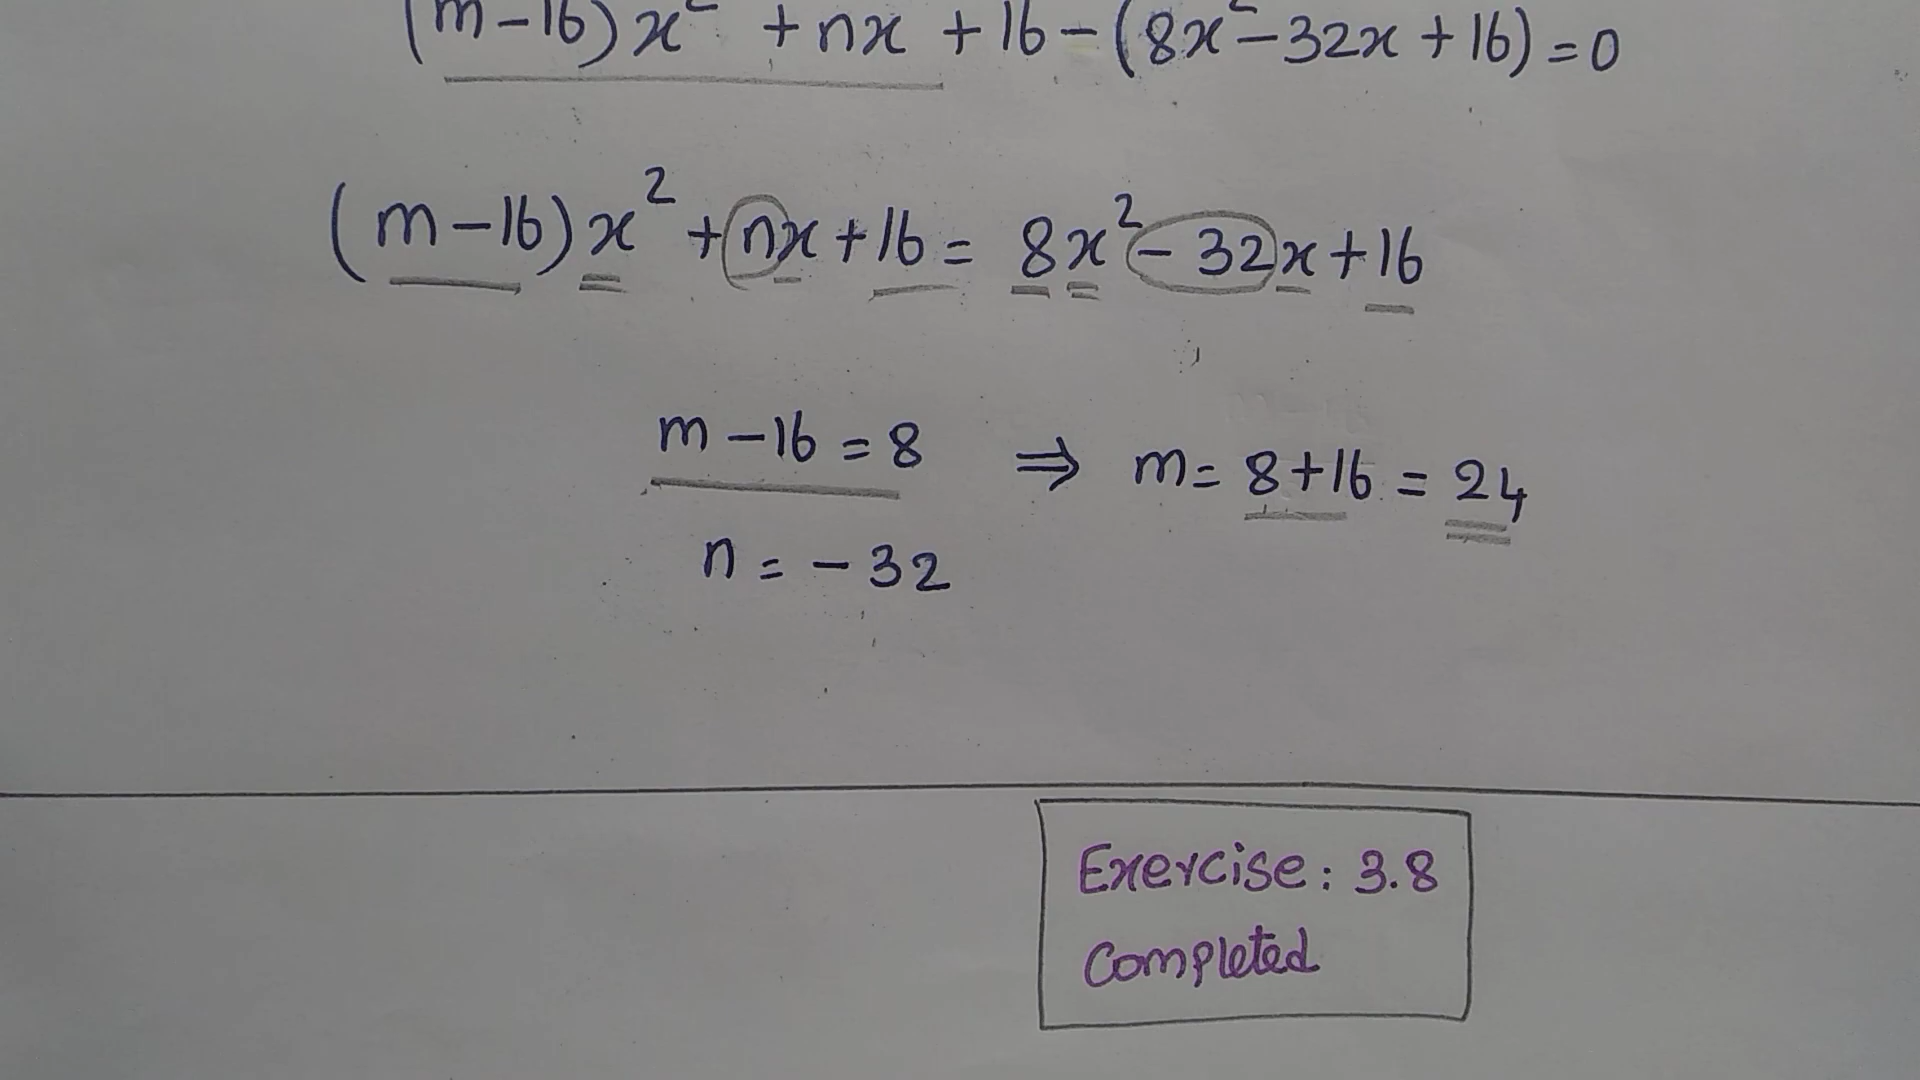 (m-16)x² + nx + 16 - (8x² - 32x + 16) = 0
(m-16)x² + nx + 16 = 8x² - 32x + 16
m - 16 = 8 ⇒ m = 8 + 16 = 24
n = - 32
Exercise: 3.8
Completed